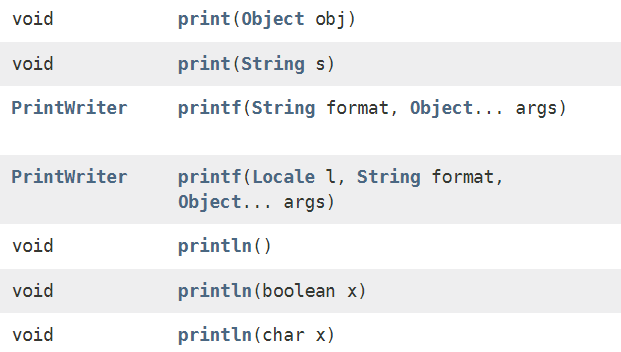 void print(Object obj)
void print(String s)
PrintWriter printf(String format, Object... args)
PrintWriter printf(Locale l, String format,
Object... args)
void println()
void println(boolean x)
void println(char x)